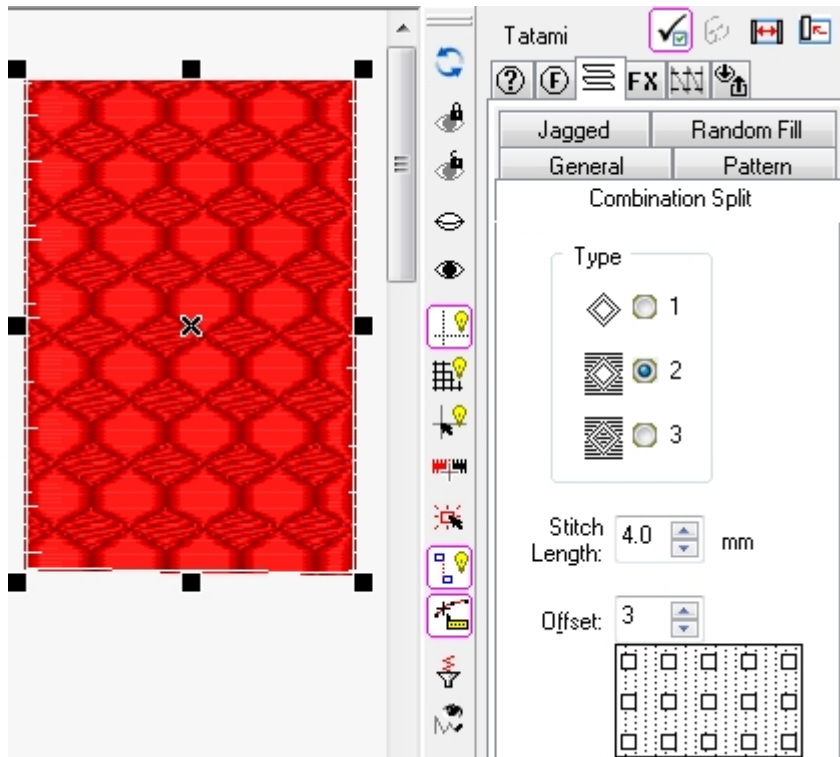 Tatami
? F FX
Jagged Random Fill
General Pattern
Combination Split
Type
1
2
3
Stitch
Length: 4.0 mm
Offset: 3